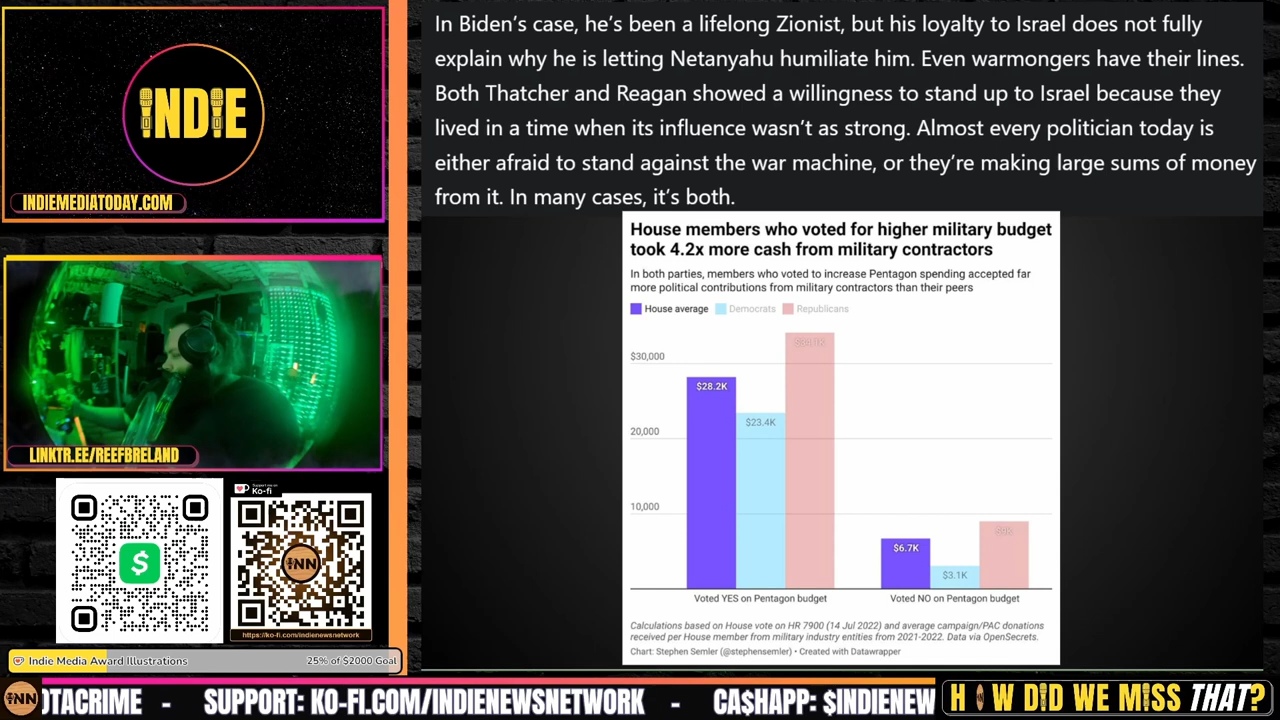 INDIE
INDIEMEDIATODAY.COM
In Biden’s case, he’s been a lifelong Zionist, but his loyalty to Israel does not fully
explain why he is letting Netanyahu humiliate him. Even warmongers have their lines.
Both Thatcher and Reagan showed a willingness to stand up to Israel because they
lived in a time when its influence wasn’t as strong. Almost every politician today is
either afraid to stand against the war machine, or they’re making large sums of money
from it. In many cases, it’s both.
House members who voted for higher military budget
took 4.2x more cash from military contractors
In both parties, members who voted to increase Pentagon spending accepted far
more political contributions from military contractors than their peers
House average Democrats Republicans
$30,000
20,000
10,000
$28.2K
$23.4K
$34.1K
$6.7K
$3.1K
$9K
Voted YES on Pentagon budget
Voted NO on Pentagon budget
Calculations based on House vote on HR 7900 (14 Jul 2022) and average campaign/PAC donations
received per House member from military industry entities from 2021-2022. Data via OpenSecrets.
Chart: Stephen Semler (@stephensemler) • Created with Datawrapper
LINKTR.EE/REEFBRELAND
$
Support me on
Ko-fi
INN
https://ko-fi.com/indienewsnetwork
Indie Media Award Illustrations 25% of $2000 Goal
INN
OTACRIME - SUPPORT: KO-FI.COM/INDIENEWSNETWORK - CA$HAPP: $INDIENEW
HOW DID WE MISS THAT?